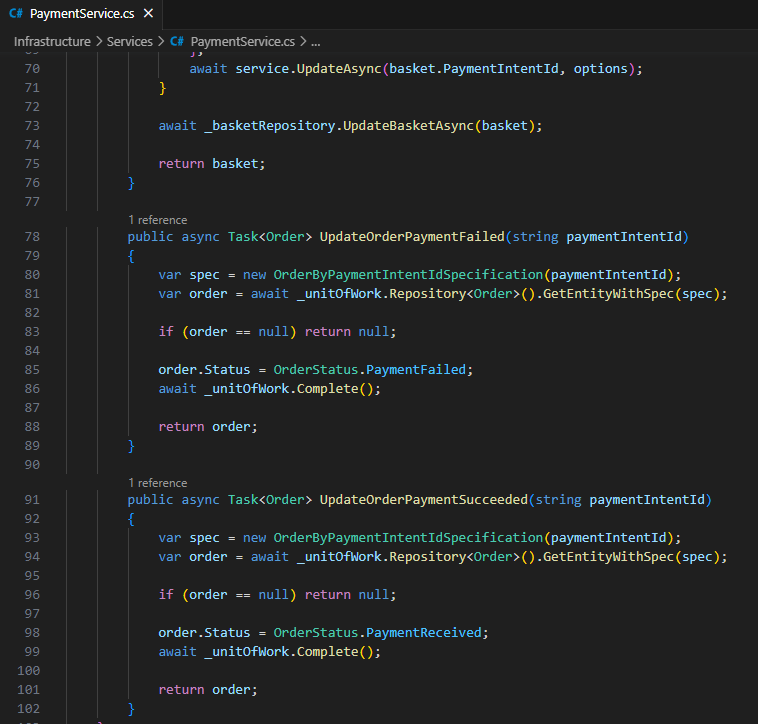 C# PaymentService.cs ×
Infrastructure > Services > C# PaymentService.cs > ...
70 await service.UpdateAsync(basket.PaymentIntentId, options);
71 }
72
73 await _basketRepository.UpdateBasketAsync(basket);
74
75 return basket;
76 }
77
1 reference
78 public async Task<Order> UpdateOrderPaymentFailed(string paymentIntentId)
79 {
80 var spec = new OrderByPaymentIntentIdSpecification(paymentIntentId);
81 var order = await _unitOfWork.Repository<Order>().GetEntityWithSpec(spec);
82
83 if (order == null) return null;
84
85 order.Status = OrderStatus.PaymentFailed;
86 await _unitOfWork.Complete();
87
88 return order;
89 }
90
1 reference
91 public async Task<Order> UpdateOrderPaymentSucceeded(string paymentIntentId)
92 {
93 var spec = new OrderByPaymentIntentIdSpecification(paymentIntentId);
94 var order = await _unitOfWork.Repository<Order>().GetEntityWithSpec(spec);
95
96 if (order == null) return null;
97
98 order.Status = OrderStatus.PaymentReceived;
99 await _unitOfWork.Complete();
100
101 return order;
102 }